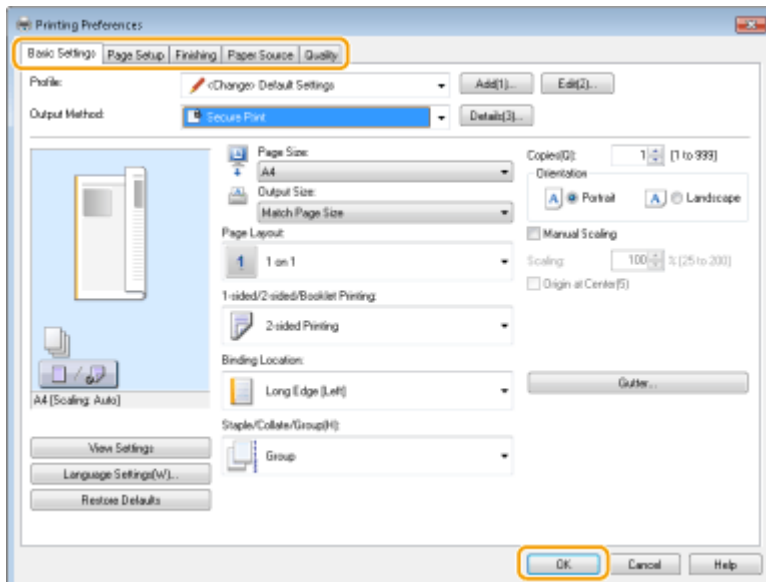 Printing Preferences
Basic Settings Page Setup Finishing Paper Source Quality
Profile: <Change> Default Settings Add(1)... Edit(2)...
Output Method: Secure Print Details(3)...
Page Size: Copies(Q): 1 [1 to 999]
A4 Orientation
Output Size: A Portrait A Landscape
Match Page Size
Page Layout: Manual Scaling
1 1 on 1 Scaling: 100 % [25 to 200]
1-sided/2-sided/Booklet Printing: Origin at Center(5)
2-sided Printing
Binding Location:
Long Edge [Left] Gutter...
A4 [Scaling: Auto]
Staple/Collate/Group(H):
View Settings Group
Language Settings(W)...
Restore Defaults
OK Cancel Help